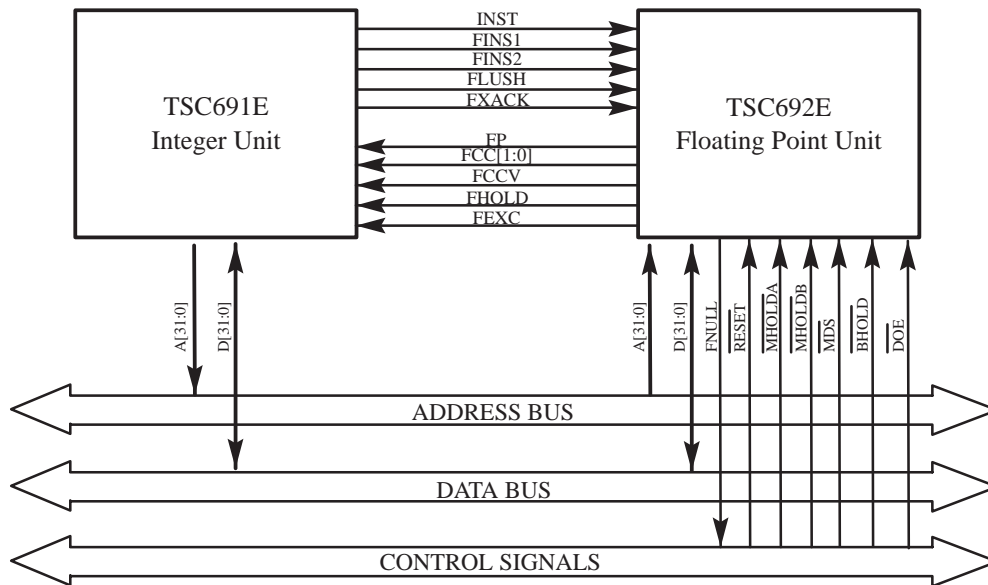 INST
FINS1
FINS2
FLUSH
FXACK
TSC691E
Integer Unit
TSC692E
Floating Point Unit
FP
FCC[1:0]
FCCV
FHOLD
FEXC
A[31:0]
D[31:0]
A[31:0]
D[31:0]
FNULL
RESET
MHOLDA
MHOLDB
MDS
BHOLD
DOE
ADDRESS BUS
DATA BUS
CONTROL SIGNALS